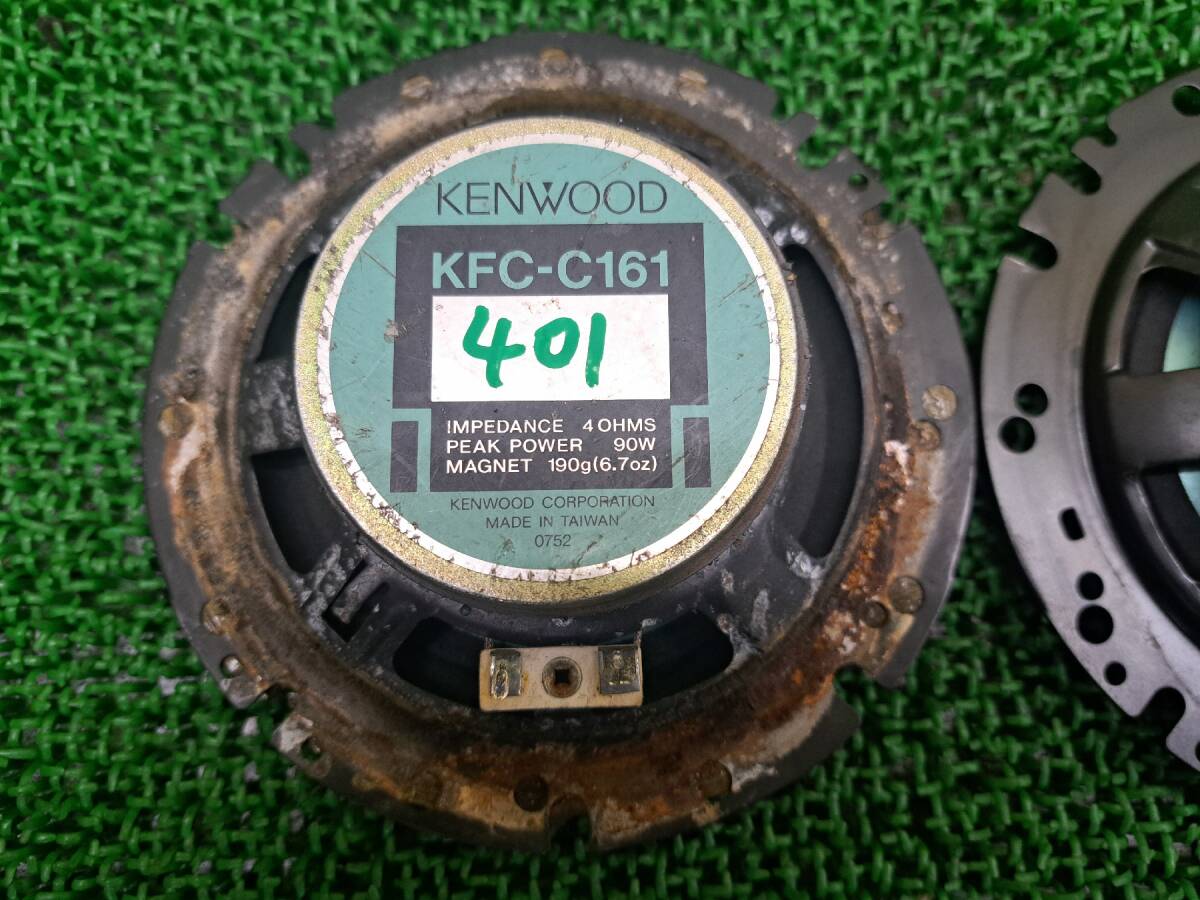 KENWOOD
KFC-C161
401
IMPEDANCE 4 OHMS
PEAK POWER 90W
MAGNET 190g(6.7oz)
KENWOOD CORPORATION
MADE IN TAIWAN
0752